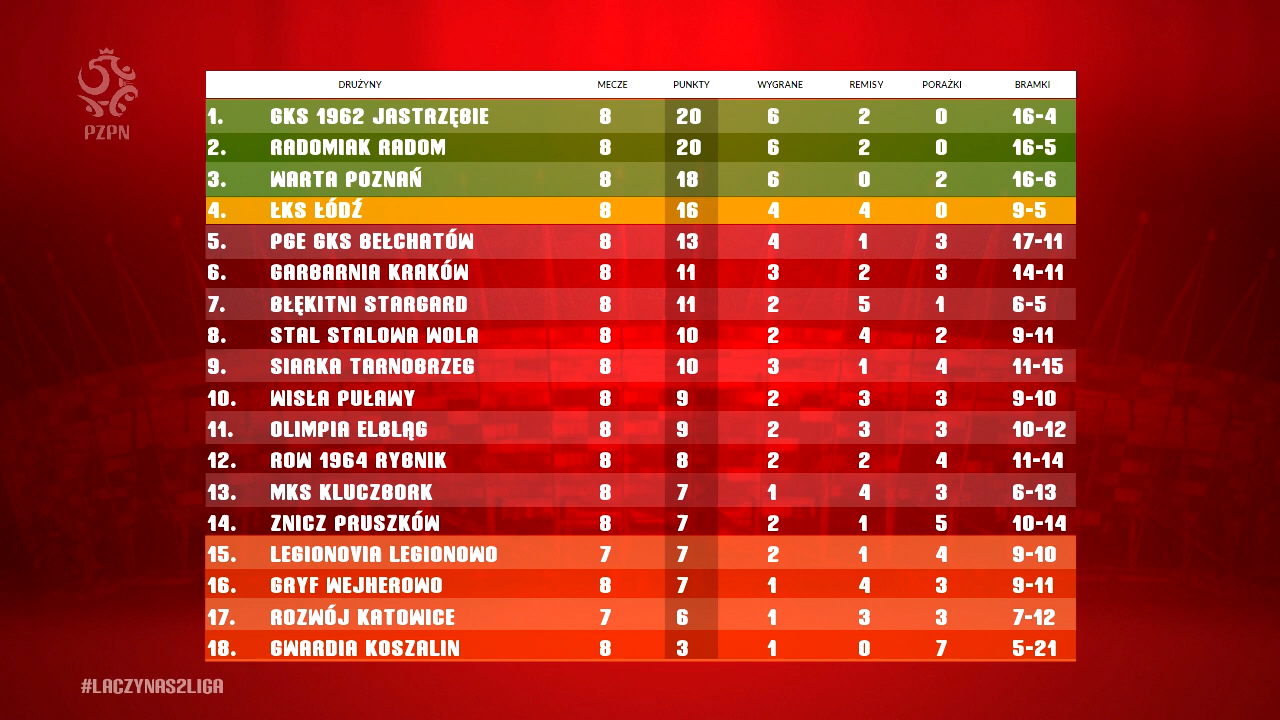 PZPN
DRUŻYNY MECZE PUNKTY WYGRANE REMISY PORAŻKI BRAMKI
1. GKS 1962 JASTRZĘBIE 8 20 6 2 0 16-4
2. RADOMIAK RADOM 8 20 6 2 0 16-5
3. WARTA POZNAŃ 8 18 6 0 2 16-6
4. ŁKS ŁÓDŹ 8 16 4 4 0 9-5
5. PGE GKS BEŁCHATÓW 8 13 4 1 3 17-11
6. GARBARNIA KRAKÓW 8 11 3 2 3 14-11
7. BŁĘKITNI STARGARD 8 11 2 5 1 6-5
8. STAL STALOWA WOLA 8 10 2 4 2 9-11
9. SIARKA TARNOBRZEG 8 10 3 1 4 11-15
10. WISŁA PUŁAWY 8 9 2 3 3 9-10
11. OLIMPIA ELBLĄG 8 9 2 3 3 10-12
12. ROW 1964 RYBNIK 8 8 2 2 4 11-14
13. MKS KLUCZBORK 8 7 1 4 3 6-13
14. ZNICZ PRUSZKÓW 8 7 2 1 5 10-14
15. LEGIONOVIA LEGIONOWO 7 7 2 1 4 9-10
16. GRYF WEJHEROWO 8 7 1 4 3 9-11
17. ROZWÓJ KATOWICE 7 6 1 3 3 7-12
18. GWARDIA KOSZALIN 8 3 1 0 7 5-21
#LACZYNAS2LIGA